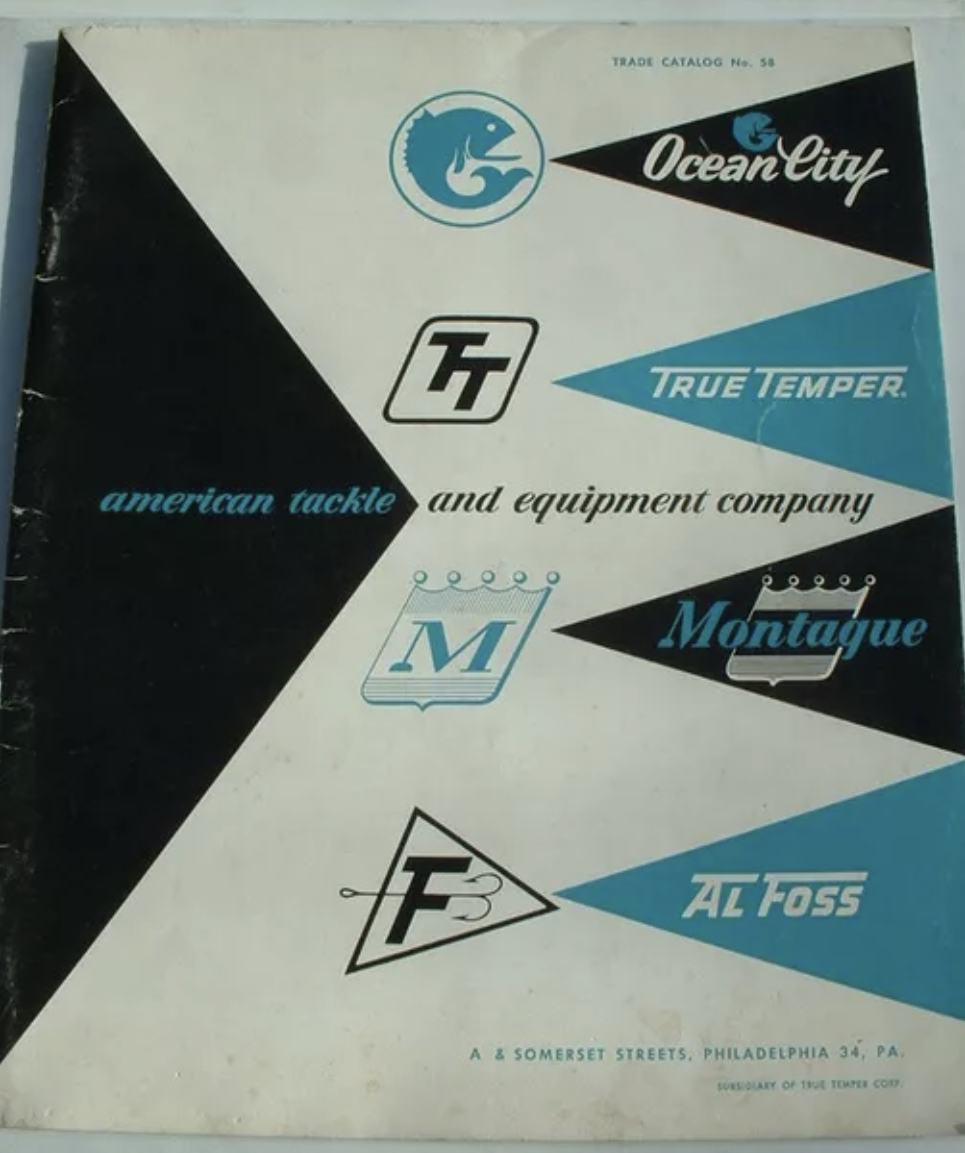 TRADE CATALOG No. 58
Ocean City
TT
TRUE TEMPER®
american tackle and equipment company
M
Montague
F
AL FOSS
A & SOMERSET STREETS, PHILADELPHIA 34, PA.
SUBSIDIARY OF TRUE TEMPER CORP.